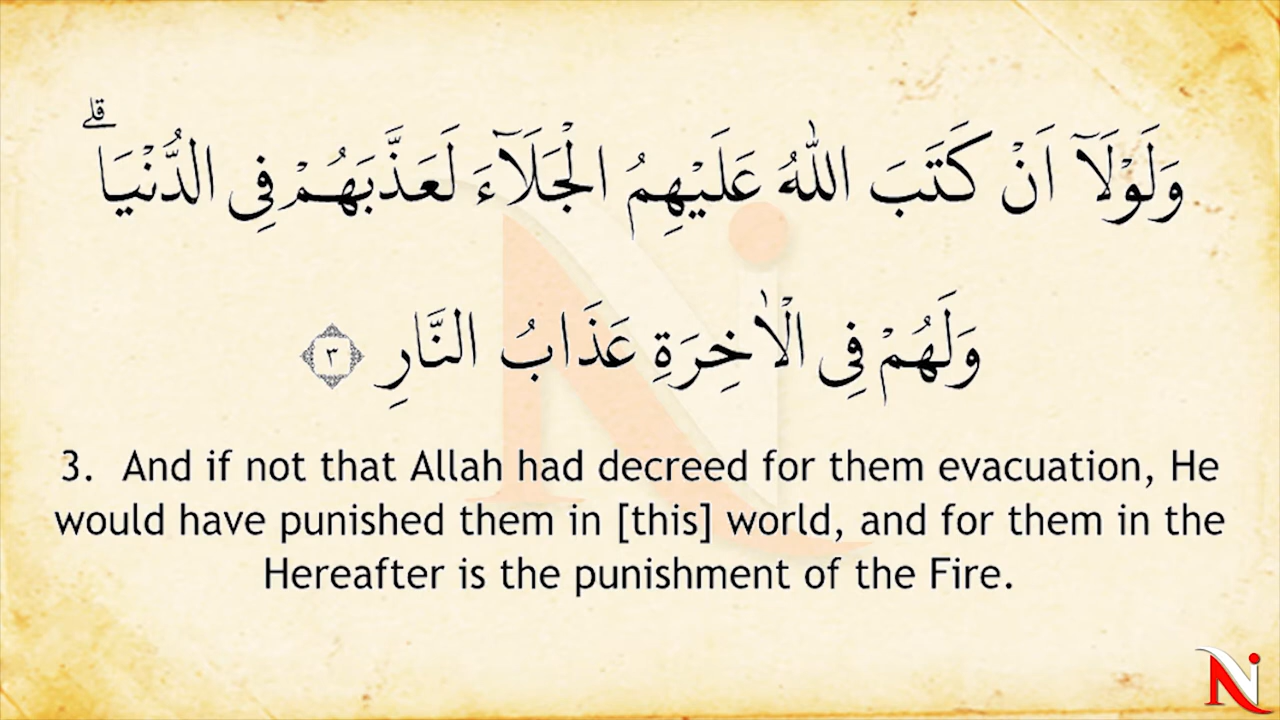 وَلَوْلَآ اَنْ كَتَبَ اللّٰهُ عَلَيْهِمُ الْجَلَآءَ لَعَذَّبَهُمْ فِى الدُّنْيَا ۗ
وَلَهُمْ فِى الْاٰخِرَةِ عَذَابُ النَّارِ ٣
3. And if not that Allah had decreed for them evacuation, He
would have punished them in [this] world, and for them in the
Hereafter is the punishment of the Fire.